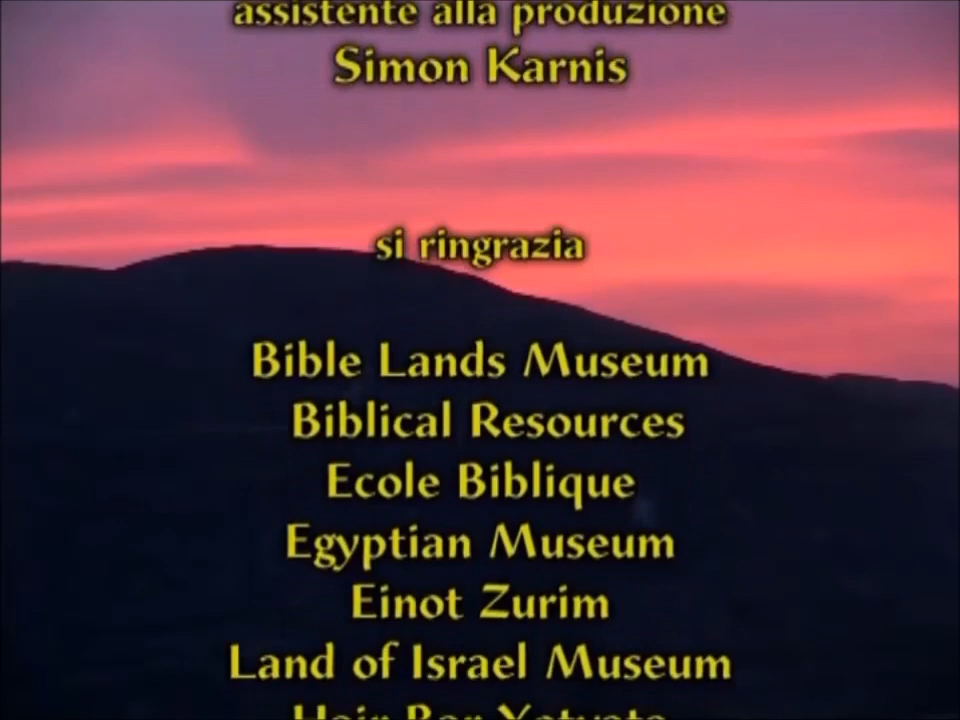 assistente alla produzione
Simon Karnis
si ringrazia
Bible Lands Museum
Biblical Resources
Ecole Biblique
Egyptian Museum
Einot Zurim
Land of Israel Museum